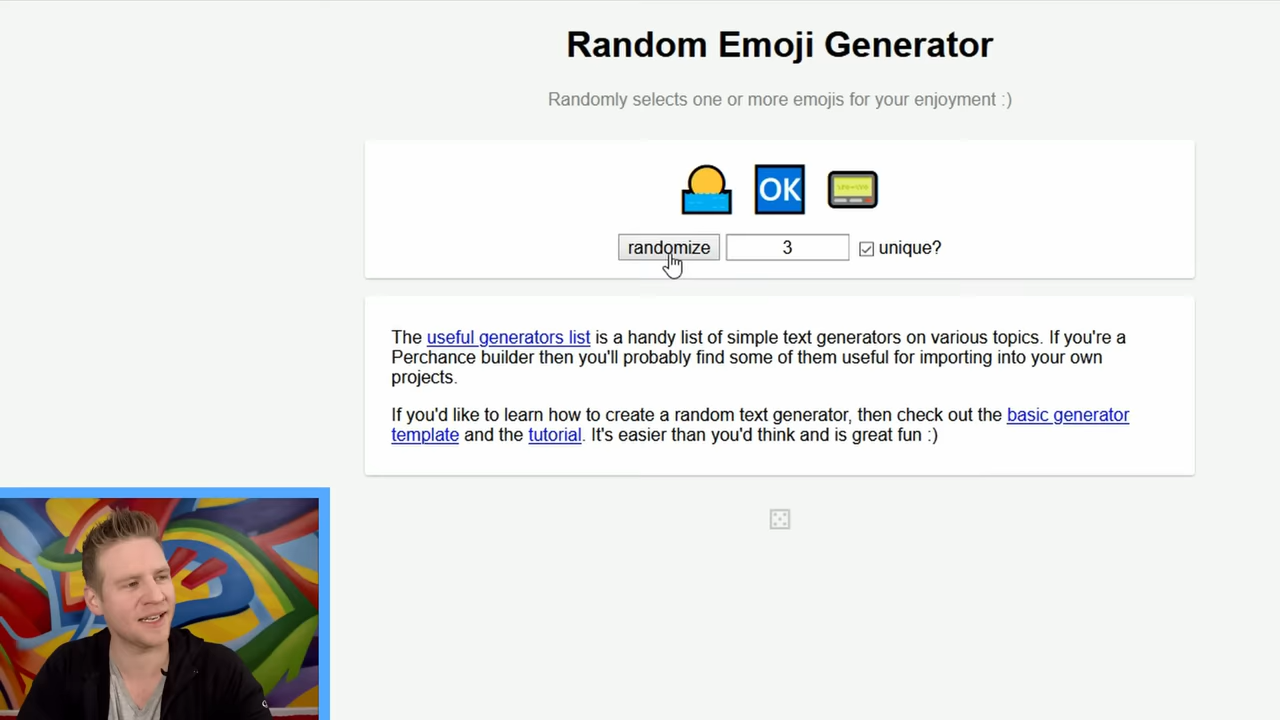 Random Emoji Generator
Randomly selects one or more emojis for your enjoyment :)
OK
randomize 3 unique?
The useful generators list is a handy list of simple text generators on various topics. If you're a
Perchance builder then you'll probably find some of them useful for importing into your own
projects.
If you'd like to learn how to create a random text generator, then check out the basic generator
template and the tutorial. It's easier than you'd think and is great fun :)